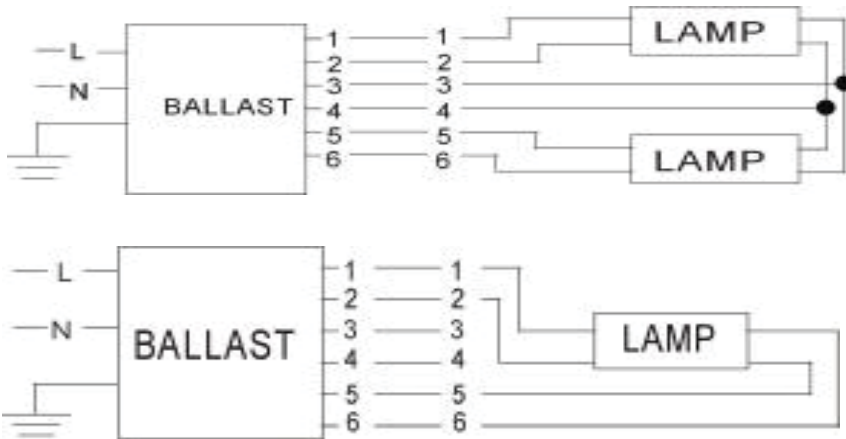 1 1 LAMP
L 2 2
3 3
N BALLAST 4 4
5 5 LAMP
6 6
L 1 1
2 2
N BALLAST 3 3 LAMP
4 4
5 5
6 6